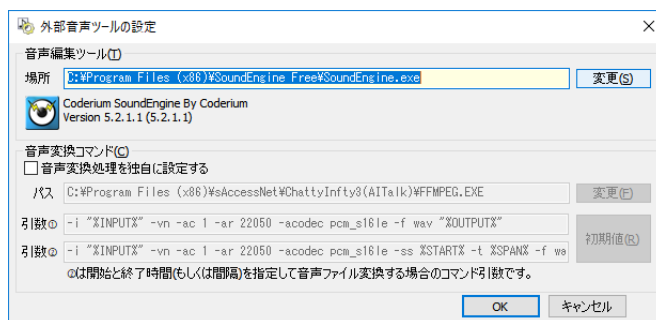 外部音声ツールの設定
音声編集ツール(T)
場所 C:¥Program Files (x86)¥SoundEngine Free¥SoundEngine.exe 変更(S)
Coderium SoundEngine By Coderium
Version 5.2.1.1 (5.2.1.1)
音声変換コマンド(C)
音声変換処理を独自に設定する
パス C:¥Program Files (x86)¥sAccessNet¥ChattyInfty3(AITalk)¥FFMPEG.EXE 変更(F)
引数① -i "%INPUT%" -vn -ac 1 -ar 22050 -acodec pcm_s16le -f wav "%OUTPUT%"
初期値(R)
引数② -i "%INPUT%" -vn -ac 1 -ar 22050 -acodec pcm_s16le -ss %START% -t %SPAN% -f wa
②は開始と終了時間(もしくは間隔)を指定して音声ファイル変換する場合のコマンド引数です。
OK キャンセル